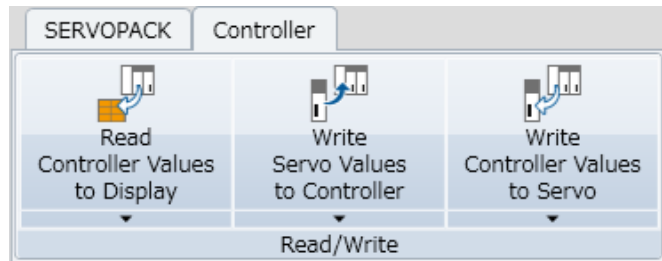 SERVOPACK
Controller
Read
Controller Values
to Display
Write
Servo Values
to Controller
Write
Controller Values
to Servo
Read/Write